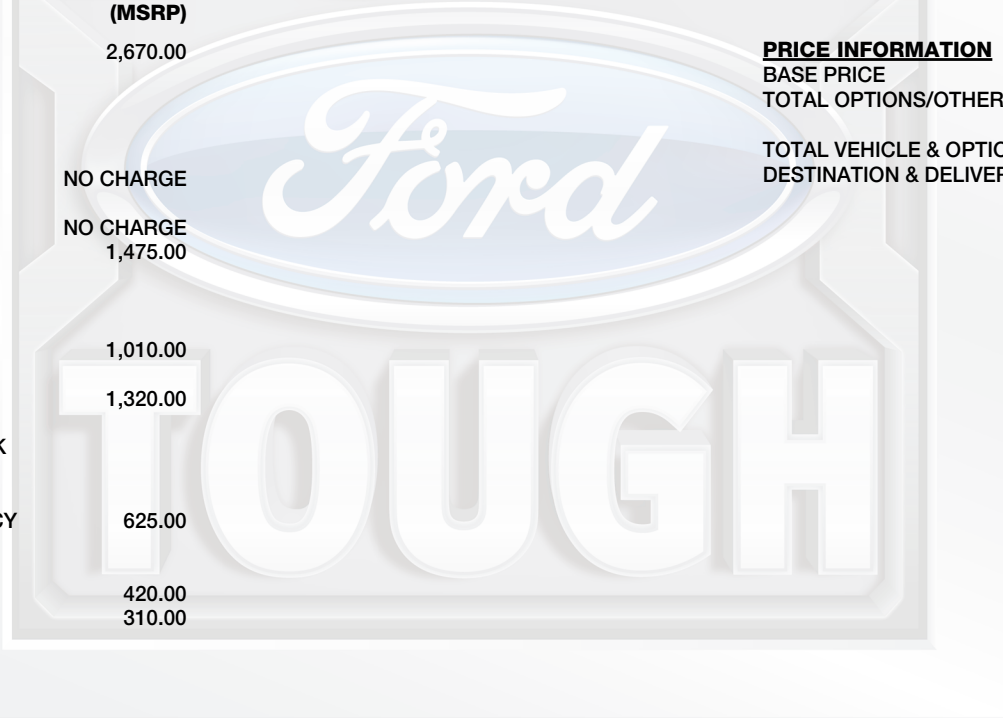 (MSRP)
2,670.00
NO CHARGE
NO CHARGE
1,475.00
1,010.00
1,320.00
K
CY
625.00
420.00
310.00
PRICE INFORMATION
BASE PRICE
TOTAL OPTIONS/OTHER
TOTAL VEHICLE & OPTIO
DESTINATION & DELIVER
Ford
TOUGH